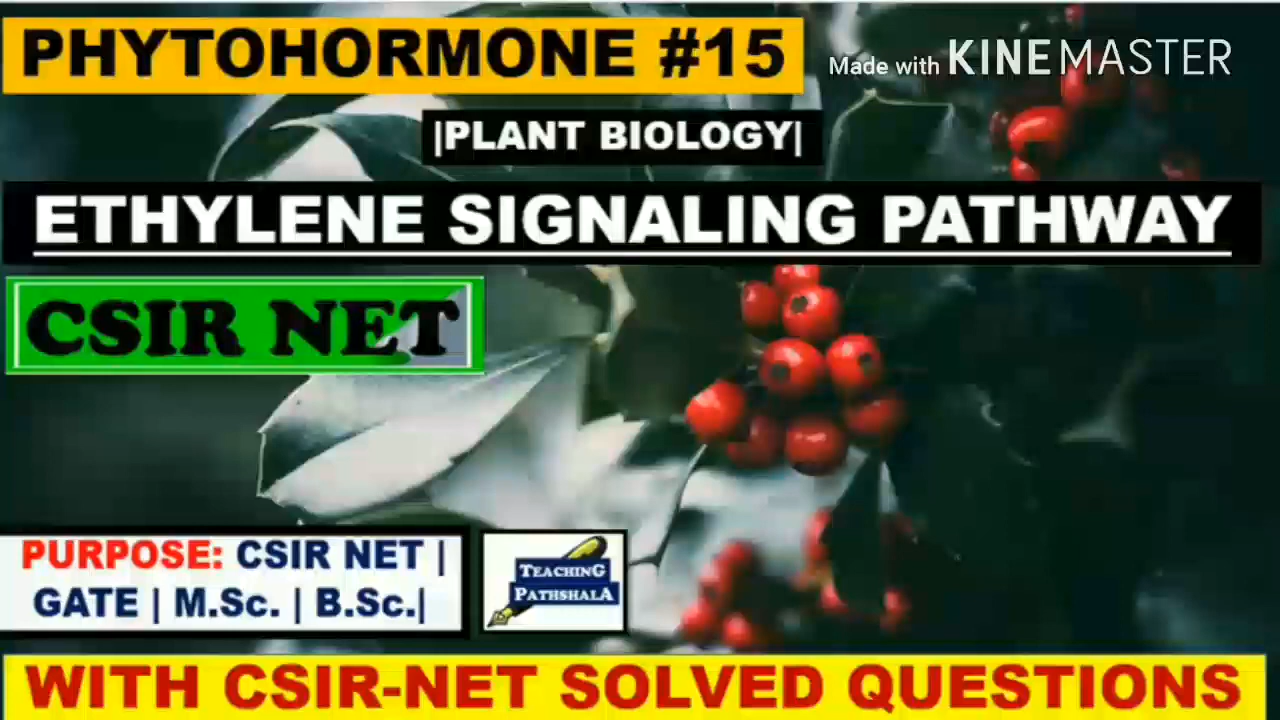 PHYTOHORMONE #15
Made with KINEMASTER
|PLANT BIOLOGY|
ETHYLENE SIGNALING PATHWAY
CSIR NET
PURPOSE: CSIR NET |
GATE | M.Sc. | B.Sc.|
TEACHING
PATHSHALA
WITH CSIR-NET SOLVED QUESTIONS